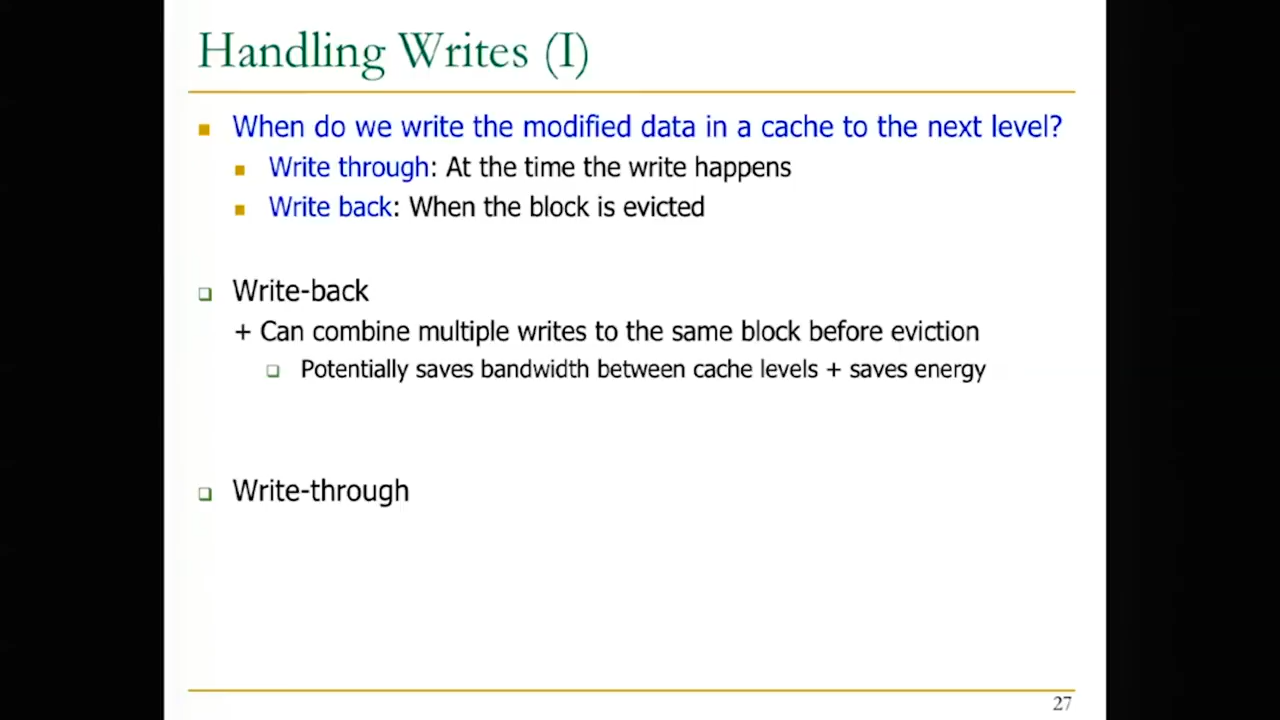 Handling Writes (I)
When do we write the modified data in a cache to the next level?
Write through: At the time the write happens
Write back: When the block is evicted
Write-back
+ Can combine multiple writes to the same block before eviction
Potentially saves bandwidth between cache levels + saves energy
Write-through
27